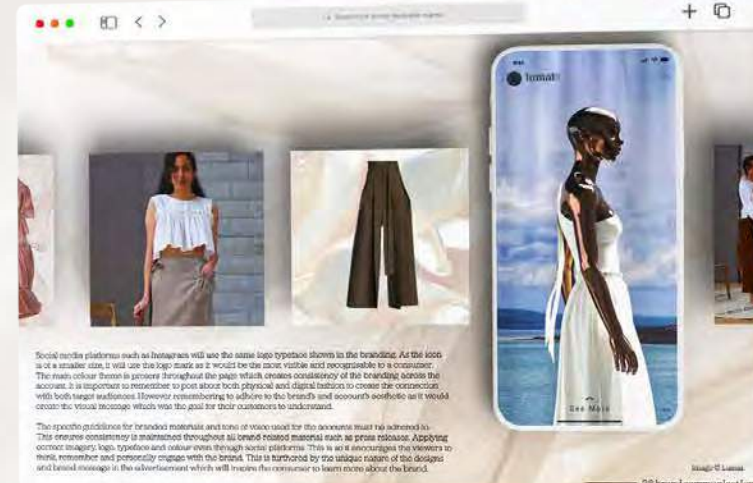 lumair
See More
Social media platforms such as Instagram will use the same logo typeface shown in the branding. As the icon
is of a smaller size, it will use the logo mark as it would be the most visible and recognisable to a consumer.
The main colour theme is present throughout the page which creates consistency of the branding across the
account. It is important to remember to post about both physical and digital fashion to create the connection
with both target audiences. However remembering to adhere to the brand's and account's aesthetic as it would
create the visual message which was the goal for their customers to understand.
The specific guidelines for branded materials and tone of voice used for the accounts must be adhered to.
This ensures consistency is maintained throughout all brand related material such as press releases. Applying
correct imagery, logo, typeface and colour even through social platforms. This is as it encourages the viewers to
think, remember and personally engage with the brand. This is furthered by the unique nature of the designs
and brand message in the advertisement which will inspire the consumer to learn more about the brand.
Image ©